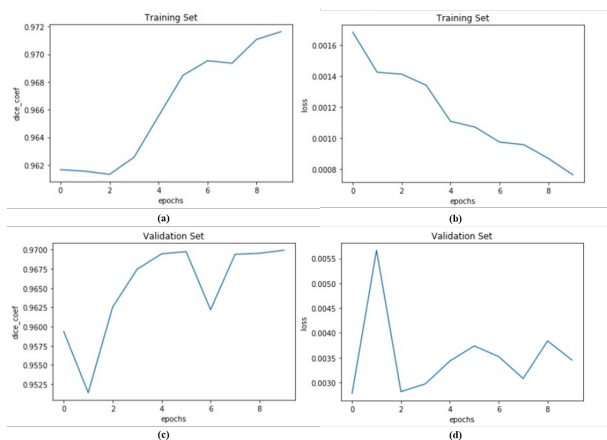 Training Set
0.972
0.970
0.968
0.966
0.964
0.962
dice_coef
0 2 4 6 8
epochs
(a)
Training Set
0.0016
0.0014
0.0012
0.0010
0.0008
loss
0 2 4 6 8
epochs
(b)
Validation Set
0.9700
0.9675
0.9650
0.9625
0.9600
0.9575
0.9550
0.9525
dice_coef
0 2 4 6 8
epochs
(c)
Validation Set
0.0055
0.0050
0.0045
0.0040
0.0035
0.0030
loss
0 2 4 6 8
epochs
(d)